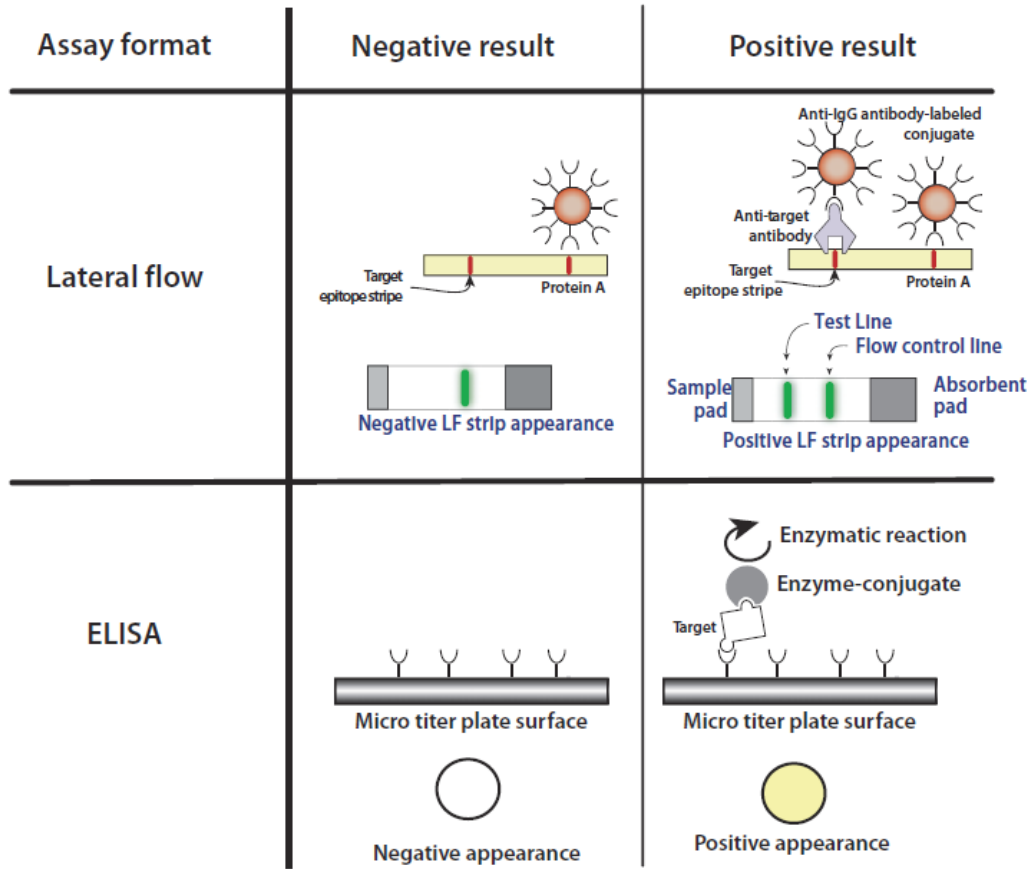 Assay format
Negative result
Positive result
Lateral flow
Target
epitope stripe
Protein A
Negative LF strip appearance
Anti-IgG antibody-labeled
conjugate
Anti-target
antibody
Target
epitope stripe
Protein A
Test Line
Flow control line
Sample
pad
Absorbent
pad
Positive LF strip appearance
ELISA
Micro titer plate surface
Negative appearance
Enzymatic reaction
Enzyme-conjugate
Target
Micro titer plate surface
Positive appearance